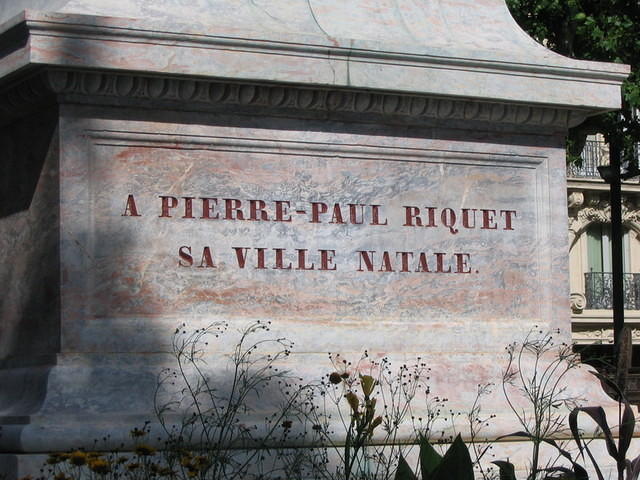 A PIERRE-PAUL RIQUET
SA VILLE NATALE.